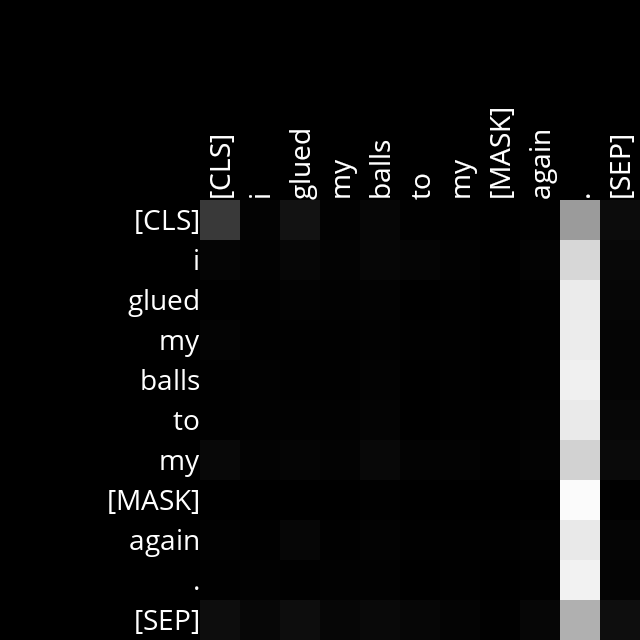 [CLS] i glued my balls to my [MASK] again . [SEP]
[CLS]
i
glued
my
balls
to
my
[MASK]
again
.
[SEP]